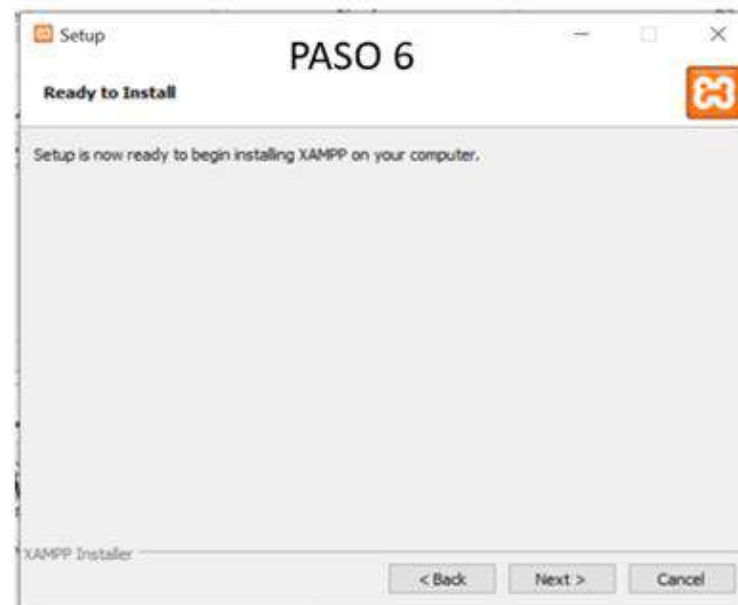 Setup
PASO 6
Ready to Install
Setup is now ready to begin installing XAMPP on your computer.
XAMPP Installer
< Back
Next >
Cancel